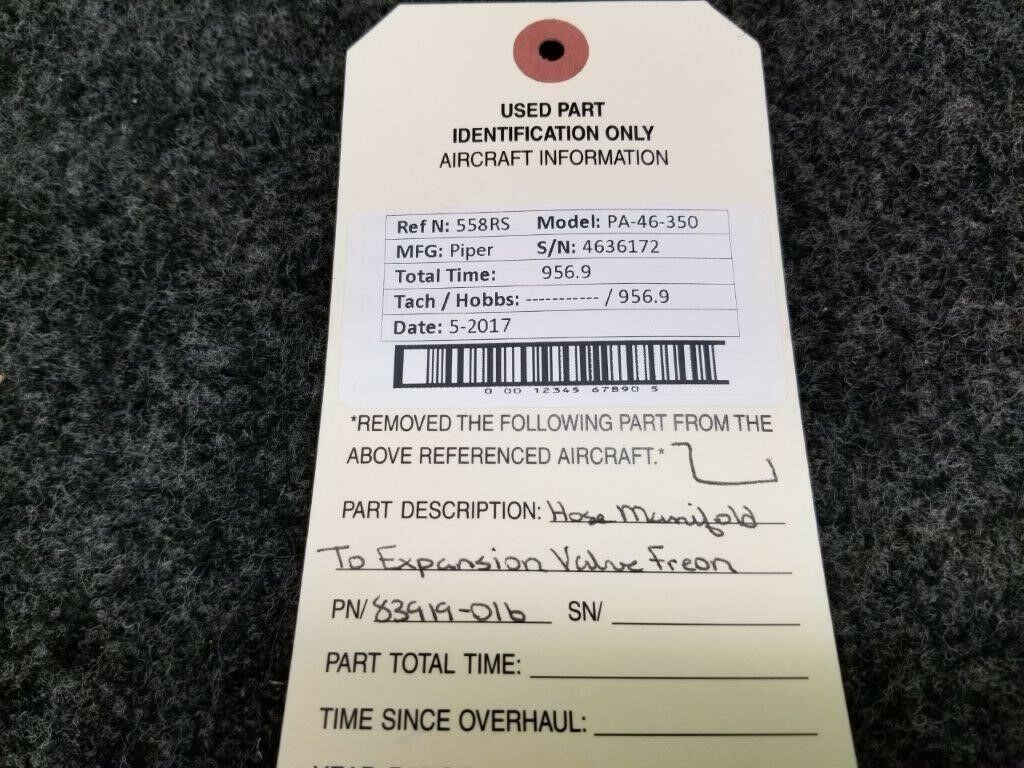 USED PART
IDENTIFICATION ONLY
AIRCRAFT INFORMATION
Ref N: 558RS Model: PA-46-350
MFG: Piper S/N: 4636172
Total Time: 956.9
Tach / Hobbs: ----------- / 956.9
Date: 5-2017
0 00 12345 67890 5
*REMOVED THE FOLLOWING PART FROM THE
ABOVE REFERENCED AIRCRAFT.*
PART DESCRIPTION: Hose Manifold
To Expansion Valve Freon
PN/ 83919-016 SN/
PART TOTAL TIME:
TIME SINCE OVERHAUL: